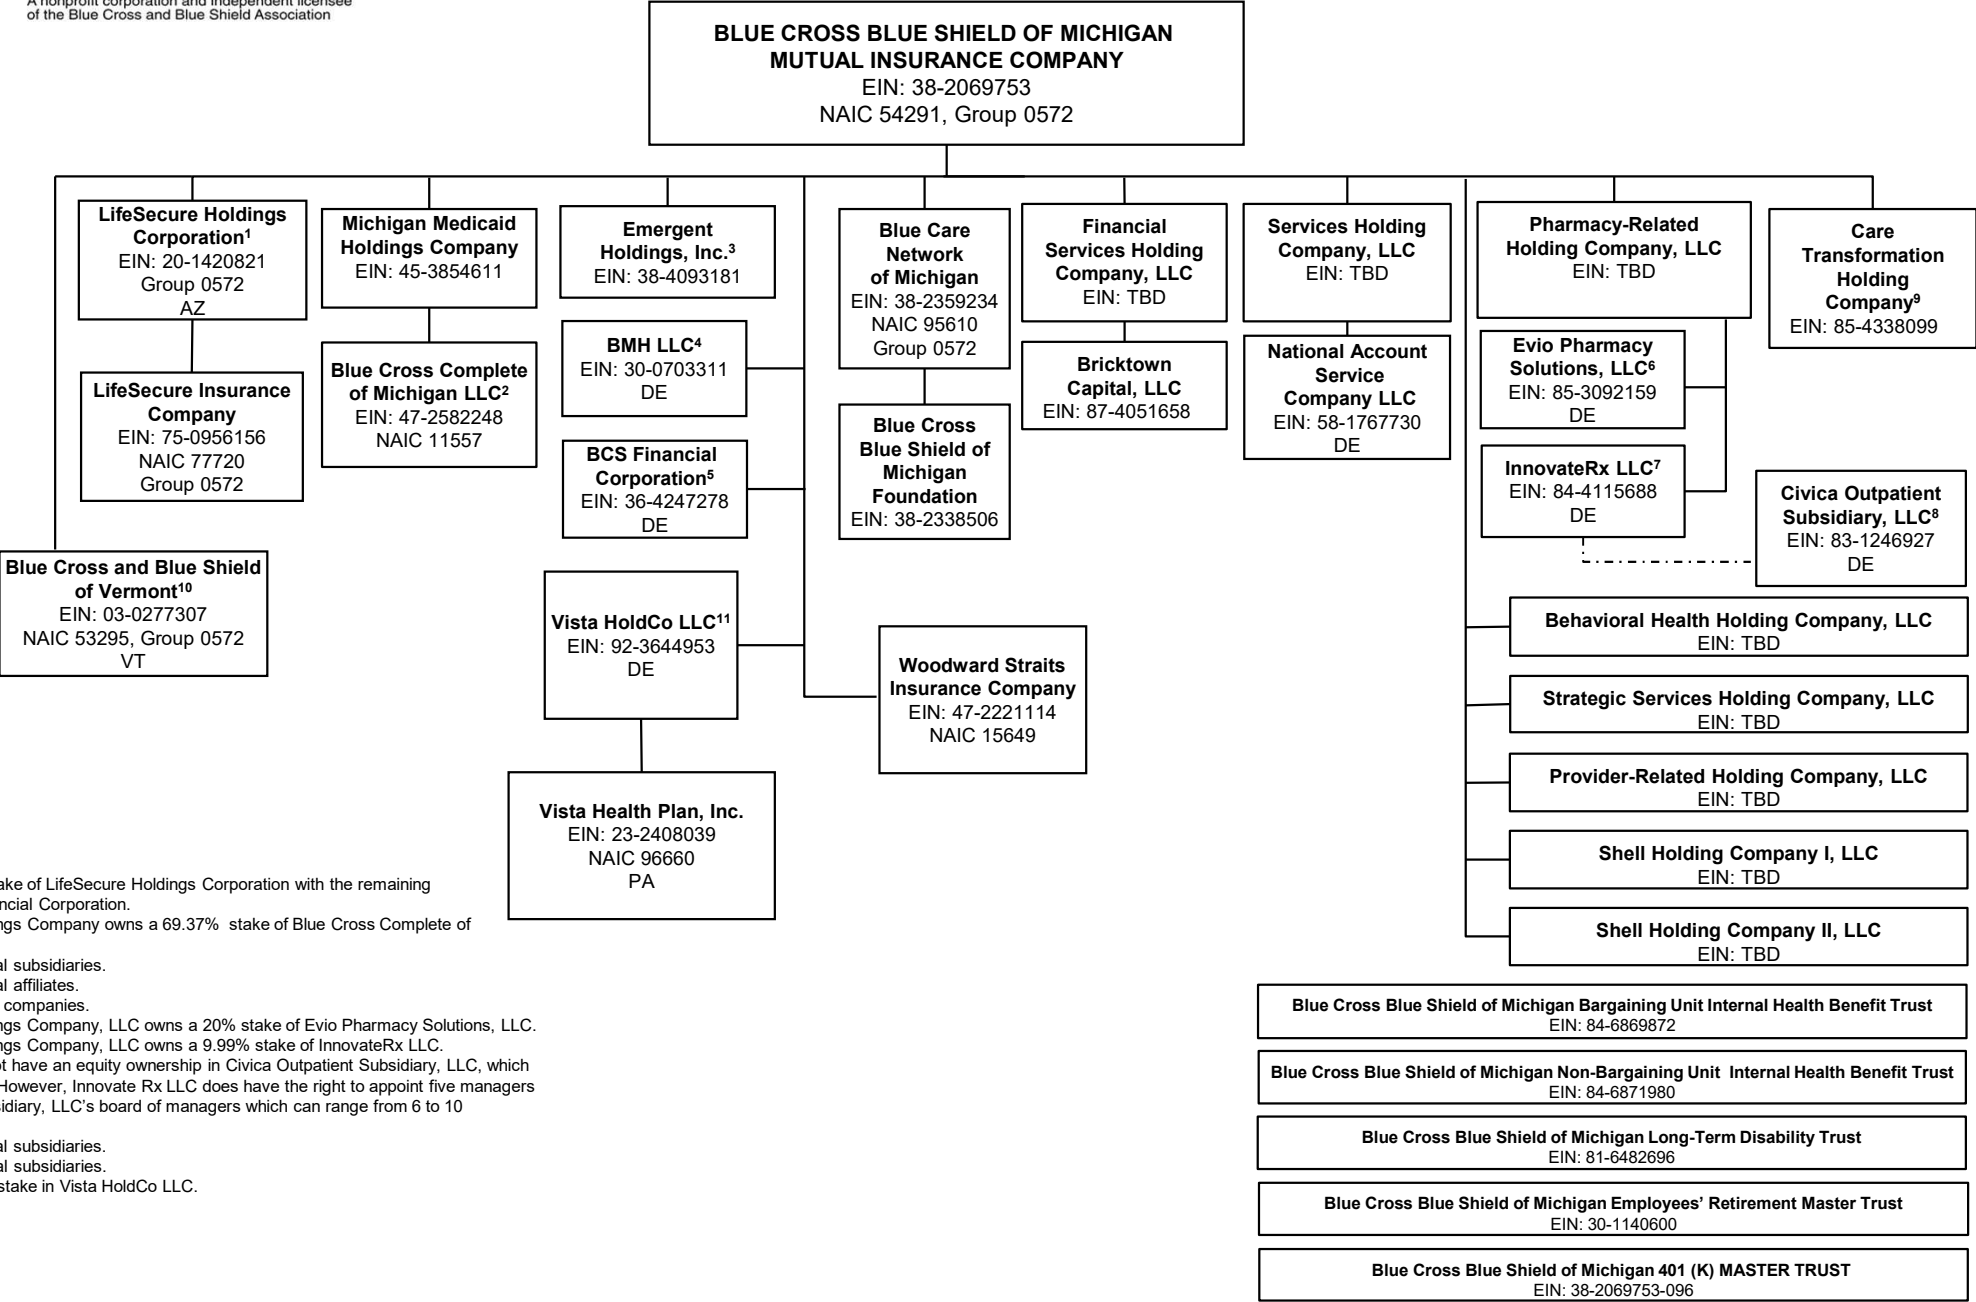 A nonprofit corporation and independent licensee
of the Blue Cross and Blue Shield Association
BLUE CROSS BLUE SHIELD OF MICHIGAN
MUTUAL INSURANCE COMPANY
EIN: 38-2069753
NAIC 54291, Group 0572
LifeSecure Holdings
Corporation¹
EIN: 20-1420821
Group 0572
AZ
Michigan Medicaid
Holdings Company
EIN: 45-3854611
Emergent
Holdings, Inc.³
EIN: 38-4093181
Blue Care
Network
of Michigan
EIN: 38-2359234
NAIC 95610
Group 0572
Financial
Services Holding
Company, LLC
EIN: TBD
Services Holding
Company, LLC
EIN: TBD
Pharmacy-Related
Holding Company, LLC
EIN: TBD
Care
Transformation
Holding
Company⁹
EIN: 85-4338099
LifeSecure Insurance
Company
EIN: 75-0956156
NAIC 77720
Group 0572
Blue Cross Complete
of Michigan LLC²
EIN: 47-2582248
NAIC 11557
BMH LLC⁴
EIN: 30-0703311
DE
BCS Financial
Corporation⁵
EIN: 36-4247278
DE
Blue Cross
Blue Shield of
Michigan
Foundation
EIN: 38-2338506
Bricktown
Capital, LLC
EIN: 87-4051658
National Account
Service
Company LLC
EIN: 58-1767730
DE
Evio Pharmacy
Solutions, LLC⁶
EIN: 85-3092159
DE
InnovateRx LLC⁷
EIN: 84-4115688
DE
Civica Outpatient
Subsidiary, LLC⁸
EIN: 83-1246927
DE
Blue Cross and Blue Shield
of Vermont¹⁰
EIN: 03-0277307
NAIC 53295, Group 0572
VT
Vista HoldCo LLC¹¹
EIN: 92-3644953
DE
Woodward Straits
Insurance Company
EIN: 47-2221114
NAIC 15649
Vista Health Plan, Inc.
EIN: 23-2408039
NAIC 96660
PA
Behavioral Health Holding Company, LLC
EIN: TBD
Strategic Services Holding Company, LLC
EIN: TBD
Provider-Related Holding Company, LLC
EIN: TBD
Shell Holding Company I, LLC
EIN: TBD
Shell Holding Company II, LLC
EIN: TBD
Blue Cross Blue Shield of Michigan Bargaining Unit Internal Health Benefit Trust
EIN: 84-6869872
Blue Cross Blue Shield of Michigan Non-Bargaining Unit Internal Health Benefit Trust
EIN: 84-6871980
Blue Cross Blue Shield of Michigan Long-Term Disability Trust
EIN: 81-6482696
Blue Cross Blue Shield of Michigan Employees’ Retirement Master Trust
EIN: 30-1140600
Blue Cross Blue Shield of Michigan 401 (K) MASTER TRUST
EIN: 38-2069753-096
of LifeSecure Holdings Corporation with the remaining
Corporation.
Company owns a 69.37% stake of Blue Cross Complete of
subsidiaries.
affiliates.
companies.
Company, LLC owns a 20% stake of Evio Pharmacy Solutions, LLC.
Company, LLC owns a 9.99% stake of InnovateRx LLC.
have an equity ownership in Civica Outpatient Subsidiary, LLC, which
However, Innovate Rx LLC does have the right to appoint five managers
LLC’s board of managers which can range from 6 to 10
subsidiaries.
subsidiaries.
stake in Vista HoldCo LLC.